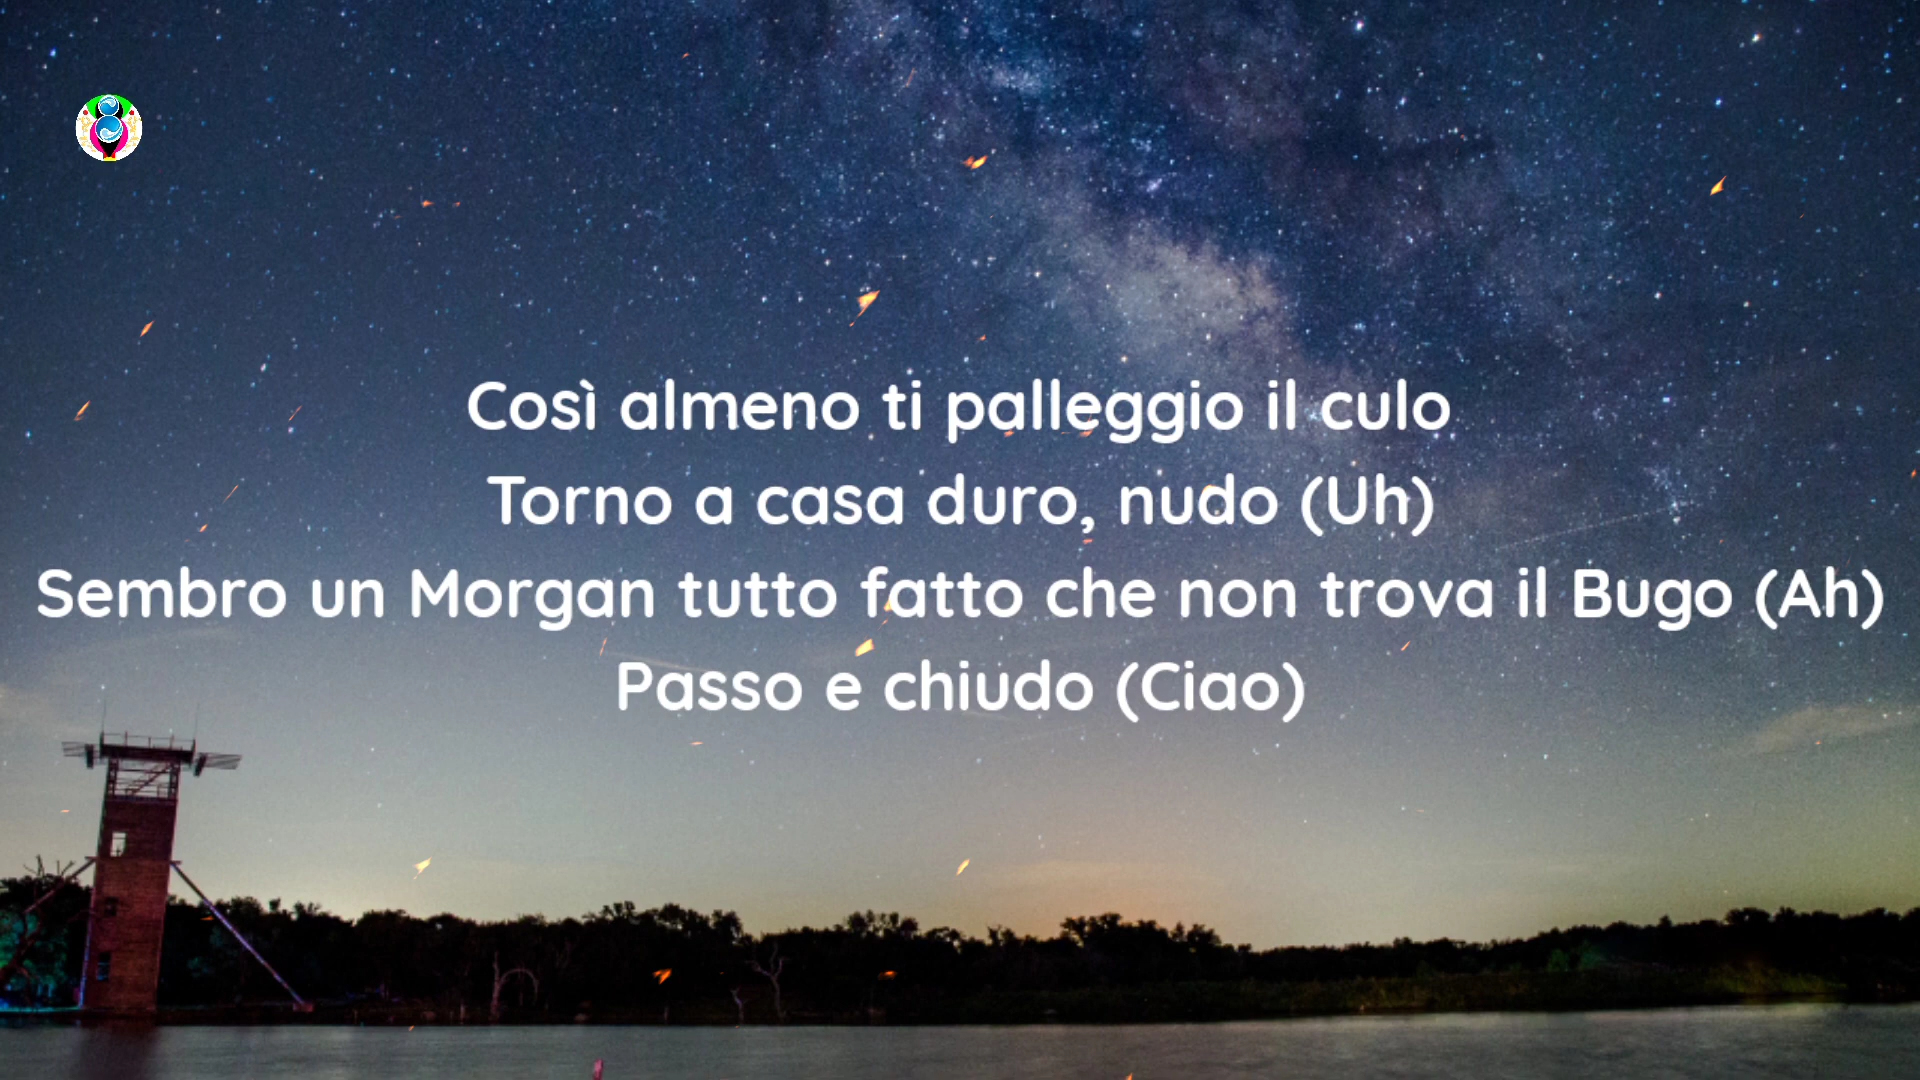 Così almeno ti palleggio il culo
Torno a casa duro, nudo (Uh)
Sembro un Morgan tutto fatto che non trova il Bugo (Ah)
Passo e chiudo (Ciao)